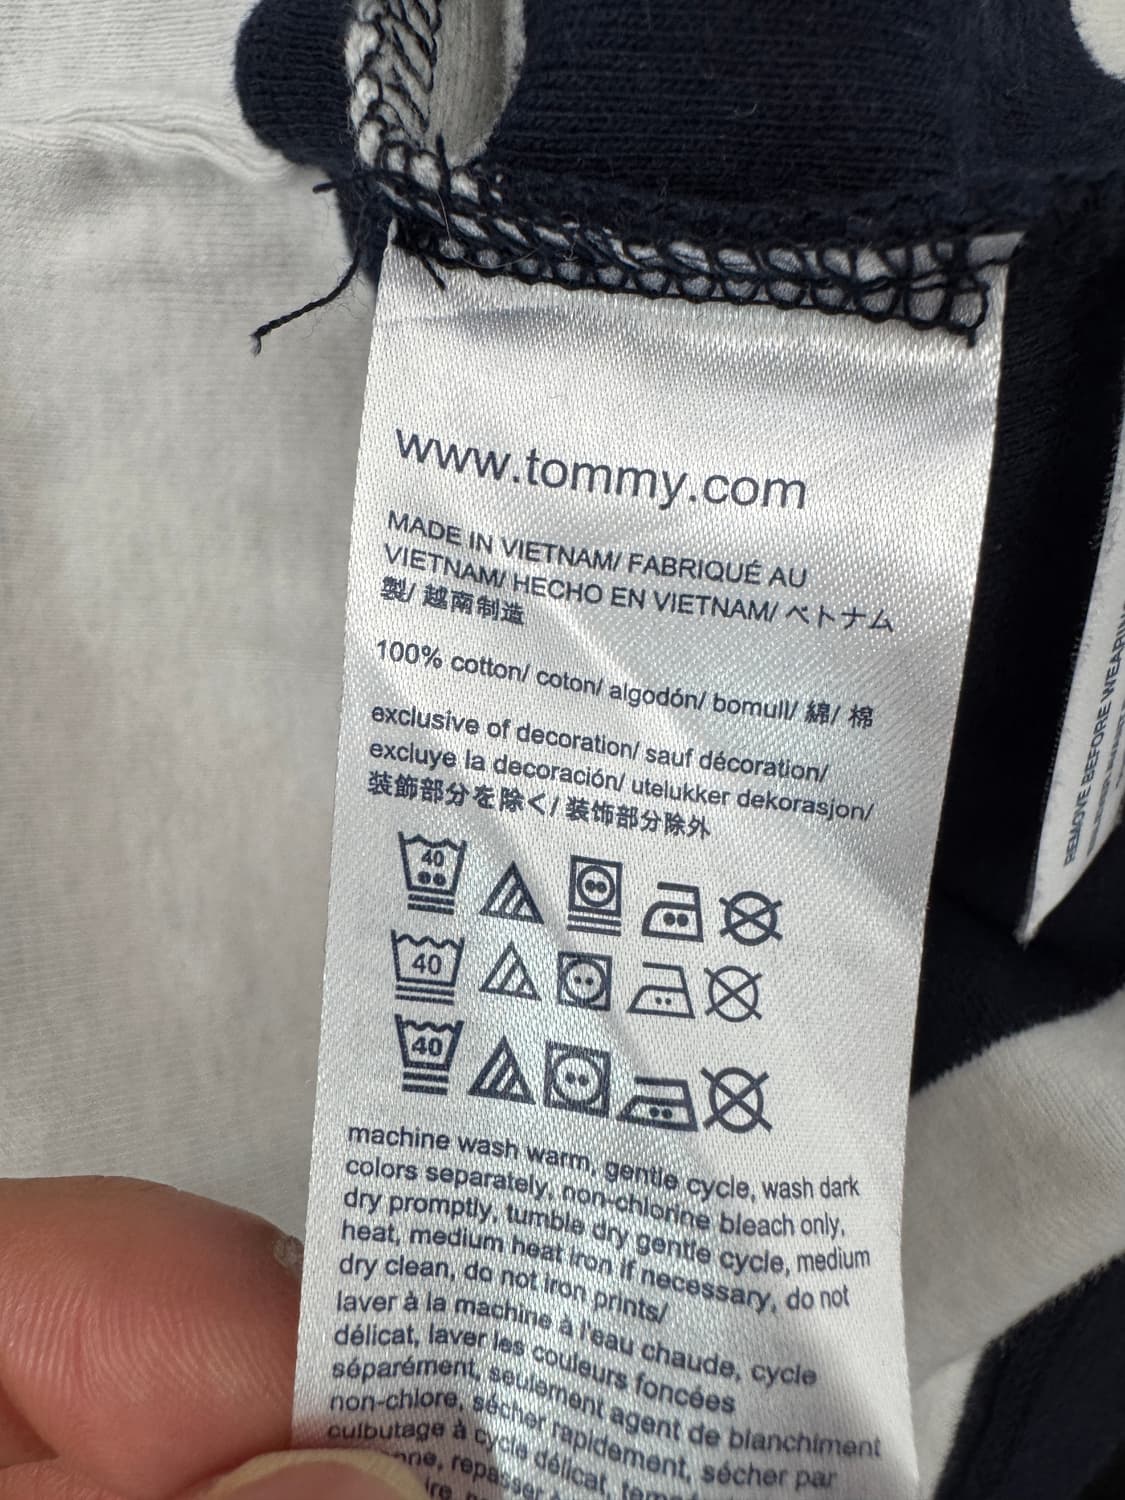 www.tommy.com
MADE IN VIETNAM/ FABRIQUÉ AU
VIETNAM/ HECHO EN VIETNAM/ ベトナム
製/ 越南制造
100% cotton/ coton/ algodón/ bomull/ 綿/ 棉
exclusive of decoration/ sauf décoration/
excluye la decoración/ utelukker dekorasjon/
装飾部分を除く/ 装饰部分除外
40
40
40
machine wash warm, gentle cycle, wash dark
colors separately, non-chlorine bleach only,
dry promptly, tumble dry gentle cycle, medium
heat, medium heat iron if necessary, do not
dry clean, do not iron prints/
laver à la machine à l'eau chaude, cycle
délicat, laver les couleurs foncées
séparément, seulement agent de blanchiment
non-chlore, sécher rapidement, sécher par
culbutage à cycle délicat,
repasser
REMOVE BEFORE WEARING